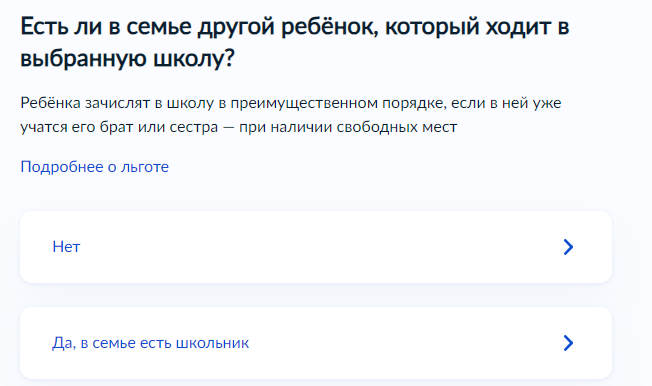 Есть ли в семье другой ребёнок, который ходит в
выбранную школу?
Ребёнка зачислят в школу в преимущественном порядке, если в ней уже
учатся его брат или сестра — при наличии свободных мест
Подробнее о льготе
Нет
Да, в семье есть школьник